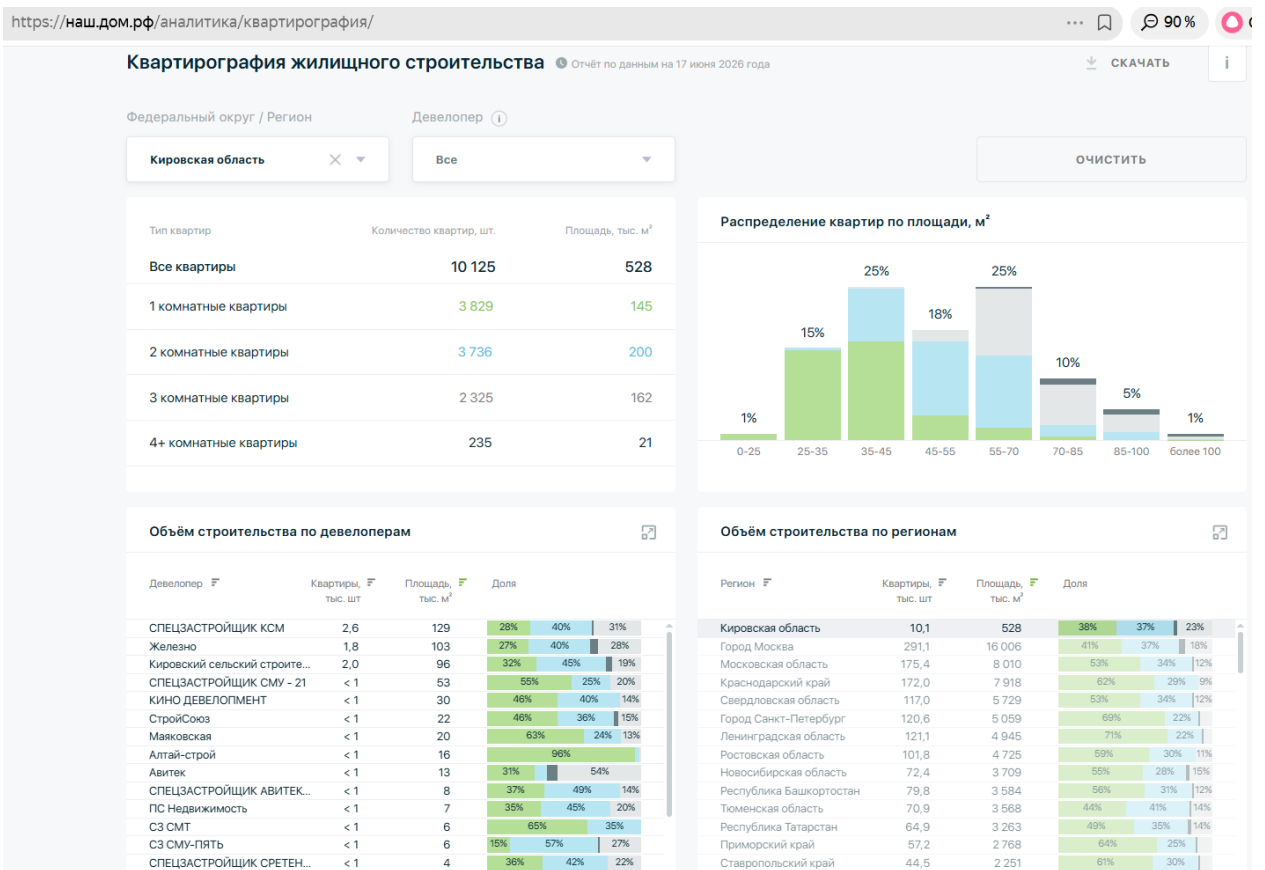 https://наш.дом.рф/аналитика/квартирография/ ... 90 %
Квартирография жилищного строительства Отчёт по данным на 17 июня 2026 года СКАЧАТЬ i
Федеральный округ / Регион Девелопер i
Кировская область Все ОЧИСТИТЬ
Тип квартир Количество квартир, шт. Площадь, тыс. м²
Все квартиры 10 125 528
1 комнатные квартиры 3 829 145
2 комнатные квартиры 3 736 200
3 комнатные квартиры 2 325 162
4+ комнатные квартиры 235 21
Распределение квартир по площади, м²
25% 25%
18%
15%
10%
5%
1% 1%
0-25 25-35 35-45 45-55 55-70 70-85 85-100 более 100
Объём строительства по девелоперам
Девелопер Квартиры, Площадь, Доля
тыс. шт тыс. м²
СПЕЦЗАСТРОЙЩИК КСМ 2,6 129 28% 40% 31%
Железно 1,8 103 27% 40% 28%
Кировский сельский строите... 2,0 96 32% 45% 19%
СПЕЦЗАСТРОЙЩИК СМУ - 21 < 1 53 55% 25% 20%
КИНО ДЕВЕЛОПМЕНТ < 1 30 46% 40% 14%
СтройСоюз < 1 22 46% 36% 15%
Маяковская < 1 20 63% 24% 13%
Алтай-строй < 1 16 96%
Авитек < 1 13 31% 54%
СПЕЦЗАСТРОЙЩИК АВИТЕК... < 1 8 37% 49% 14%
ПС Недвижимость < 1 7 35% 45% 20%
СЗ СМТ < 1 6 65% 35%
СЗ СМУ-ПЯТЬ < 1 6 15% 57% 27%
СПЕЦЗАСТРОЙЩИК СРЕТЕН... < 1 4 36% 42% 22%
Объём строительства по регионам
Регион Квартиры, Площадь, Доля
тыс. шт тыс. м²
Кировская область 10,1 528 38% 37% 23%
Город Москва 291,1 16 006 41% 37% 18%
Московская область 175,4 8 010 53% 34% 12%
Краснодарский край 172,0 7 918 62% 29% 9%
Свердловская область 117,0 5 729 53% 34% 12%
Город Санкт-Петербург 120,6 5 059 69% 22%
Ленинградская область 121,1 4 945 71% 22%
Ростовская область 101,8 4 725 59% 30% 11%
Новосибирская область 72,4 3 709 55% 28% 15%
Республика Башкортостан 79,8 3 584 56% 31% 12%
Тюменская область 70,9 3 568 44% 41% 14%
Республика Татарстан 64,9 3 263 49% 35% 14%
Приморский край 57,2 2 768 64% 25%
Ставропольский край 44,5 2 251 61% 30%